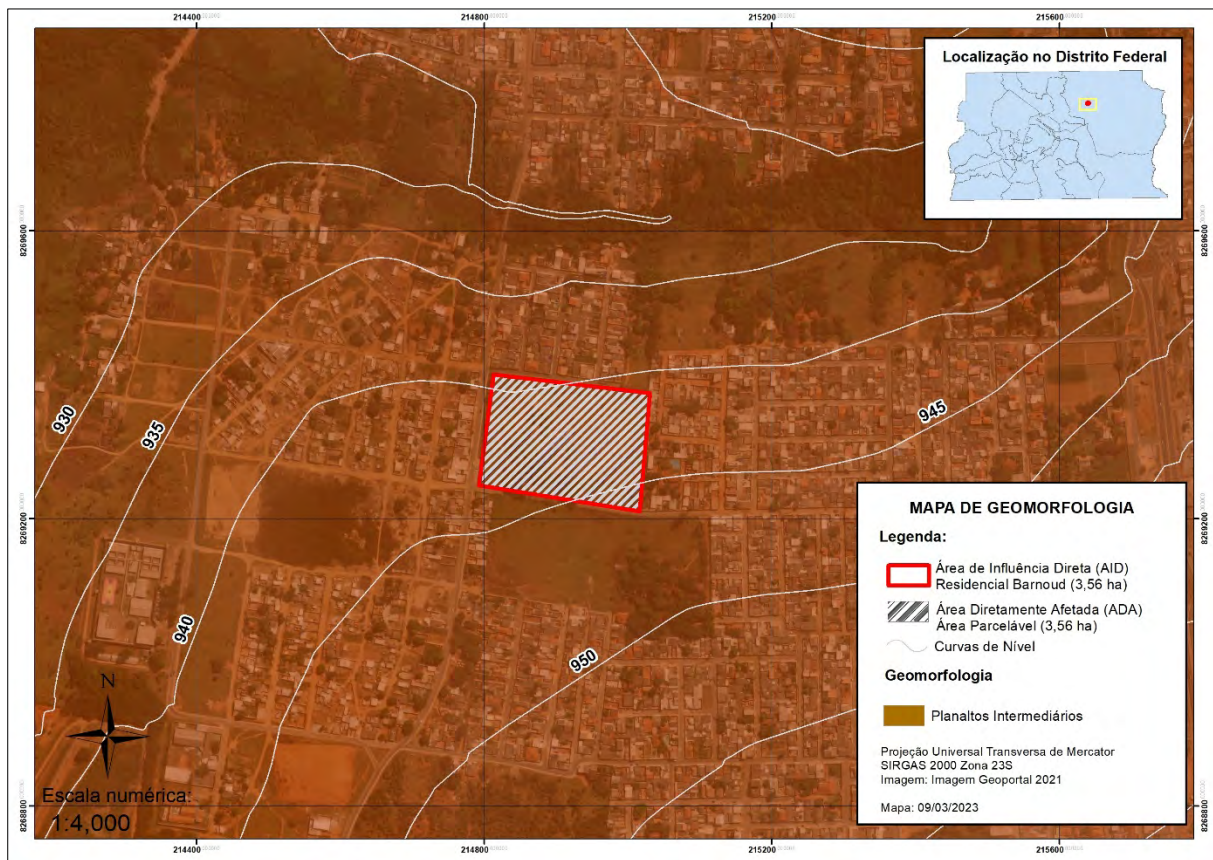 214400
214800
215200
215600
Localização no Distrito Federal
8269600
8269600
930
935
945
940
950
8269200
8269200
MAPA DE GEOMORFOLOGIA
Legenda:
Área de Influência Direta (AID)
Residencial Barnoud (3,56 ha)
Área Diretamente Afetada (ADA)
Área Parcelável (3,56 ha)
Curvas de Nível
Geomorfologia
Planaltos Intermediários
Projeção Universal Transversa de Mercator
SIRGAS 2000 Zona 23S
Imagem: Imagem Geoportal 2021
Mapa: 09/03/2023
N
Escala numérica:
1:4,000
8268800
8268800
214400
214800
215200
215600